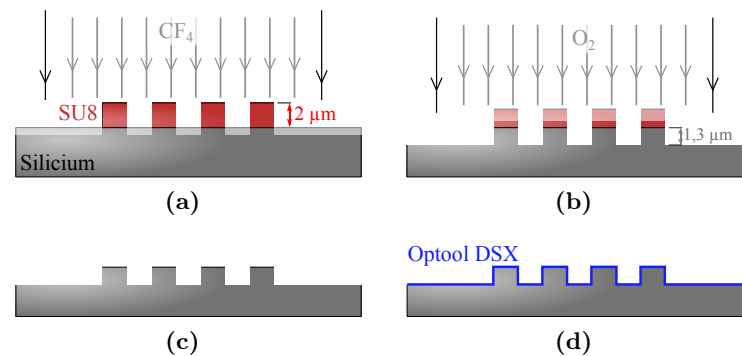 CF₄
SU8
2 µm
Silicium
(a)
O₂
1,3 µm
(b)
(c)
Optool DSX
(d)